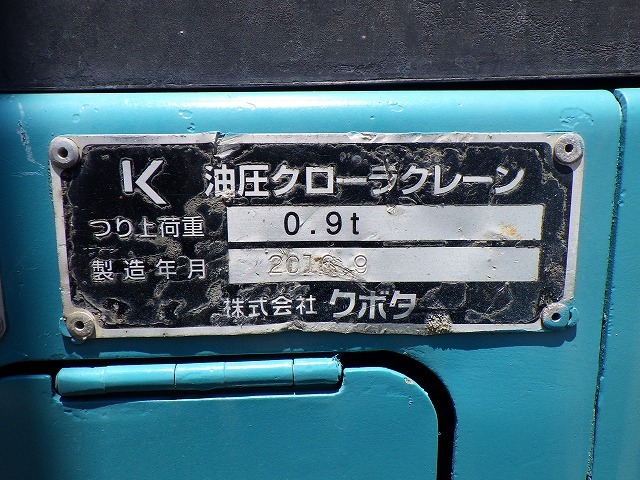 K 油圧クローラクレーン
つり上荷重 0.9t
製造年月
株式会社 クボタ